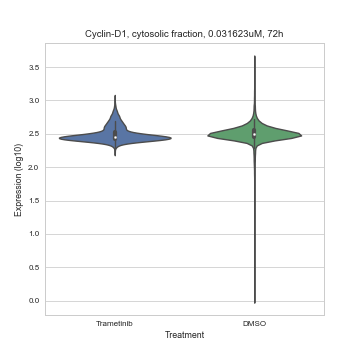 Cyclin-D1, cytosolic fraction, 0.031623uM, 72h
3.5
3.0
2.5
2.0
1.5
1.0
0.5
0.0
Expression (log10)
Trametinib DMSO
Treatment